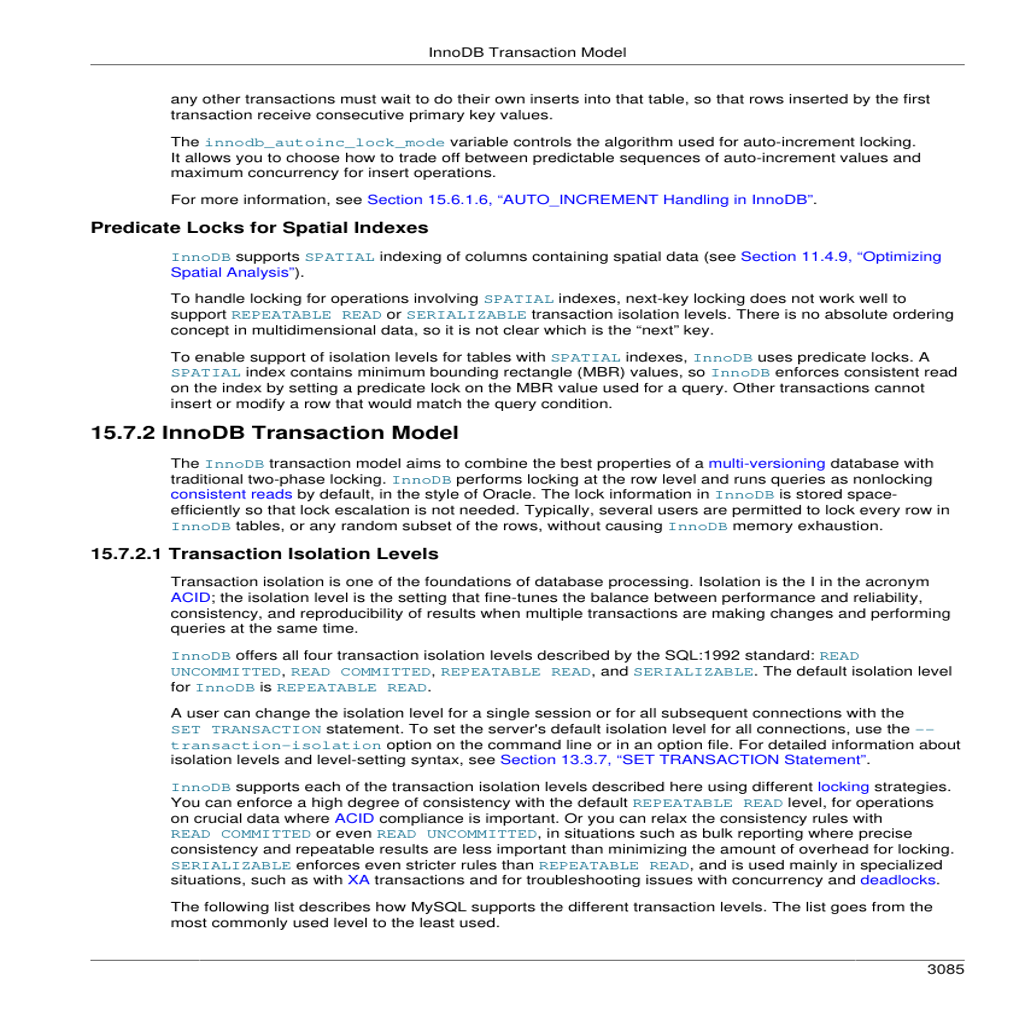 InnoDB Transaction Model
any other transactions must wait to do their own inserts into that table, so that rows inserted by the first
transaction receive consecutive primary key values.
The innodb_autoinc_lock_mode variable controls the algorithm used for auto-increment locking.
It allows you to choose how to trade off between predictable sequences of auto-increment values and
maximum concurrency for insert operations.
For more information, see Section 15.6.1.6, “AUTO_INCREMENT Handling in InnoDB”.
Predicate Locks for Spatial Indexes
InnoDB supports SPATIAL indexing of columns containing spatial data (see Section 11.4.9, “Optimizing
Spatial Analysis”).
To handle locking for operations involving SPATIAL indexes, next-key locking does not work well to
support REPEATABLE READ or SERIALIZABLE transaction isolation levels. There is no absolute ordering
concept in multidimensional data, so it is not clear which is the “next” key.
To enable support of isolation levels for tables with SPATIAL indexes, InnoDB uses predicate locks. A
SPATIAL index contains minimum bounding rectangle (MBR) values, so InnoDB enforces consistent read
on the index by setting a predicate lock on the MBR value used for a query. Other transactions cannot
insert or modify a row that would match the query condition.
15.7.2 InnoDB Transaction Model
The InnoDB transaction model aims to combine the best properties of a multi-versioning database with
traditional two-phase locking. InnoDB performs locking at the row level and runs queries as nonlocking
consistent reads by default, in the style of Oracle. The lock information in InnoDB is stored space-
efficiently so that lock escalation is not needed. Typically, several users are permitted to lock every row in
InnoDB tables, or any random subset of the rows, without causing InnoDB memory exhaustion.
15.7.2.1 Transaction Isolation Levels
Transaction isolation is one of the foundations of database processing. Isolation is the I in the acronym
ACID; the isolation level is the setting that fine-tunes the balance between performance and reliability,
consistency, and reproducibility of results when multiple transactions are making changes and performing
queries at the same time.
InnoDB offers all four transaction isolation levels described by the SQL:1992 standard: READ
UNCOMMITTED, READ COMMITTED, REPEATABLE READ, and SERIALIZABLE. The default isolation level
for InnoDB is REPEATABLE READ.
A user can change the isolation level for a single session or for all subsequent connections with the
SET TRANSACTION statement. To set the server's default isolation level for all connections, use the --
transaction-isolation option on the command line or in an option file. For detailed information about
isolation levels and level-setting syntax, see Section 13.3.7, “SET TRANSACTION Statement”.
InnoDB supports each of the transaction isolation levels described here using different locking strategies.
You can enforce a high degree of consistency with the default REPEATABLE READ level, for operations
on crucial data where ACID compliance is important. Or you can relax the consistency rules with
READ COMMITTED or even READ UNCOMMITTED, in situations such as bulk reporting where precise
consistency and repeatable results are less important than minimizing the amount of overhead for locking.
SERIALIZABLE enforces even stricter rules than REPEATABLE READ, and is used mainly in specialized
situations, such as with XA transactions and for troubleshooting issues with concurrency and deadlocks.
The following list describes how MySQL supports the different transaction levels. The list goes from the
most commonly used level to the least used.
3085